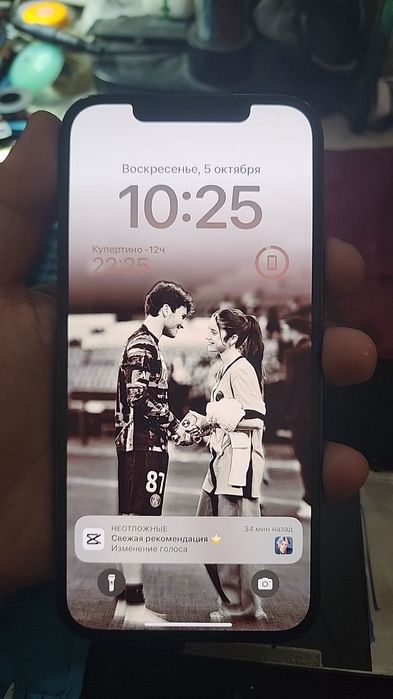 Воскресенье, 5 октября
10:25
Купертино -12ч
22:25
87
НЕОТЛОЖНЫЕ
34 мин назад
Свежая рекомендация ⭐
Изменение голоса